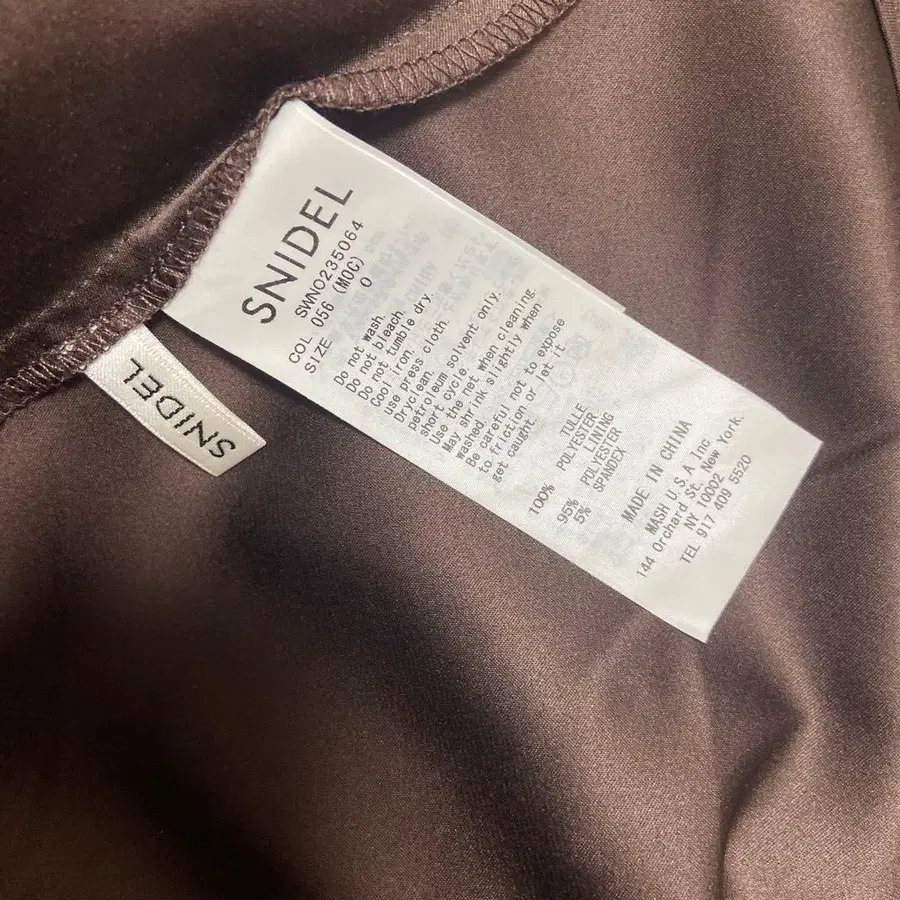 SNIDEL
SWNO235064
COL 056 (MOC)
SIZE 0
Do not wash.
Do not bleach.
Do not tumble dry.
Cool iron.
use press cloth.
Dryclean.
petroleum solvent only.
short cycle.
Use the net when cleaning.
May shrink slightly when
washed.
Be careful not to expose
to friction or let it
get caught.
TULLE
100% POLYESTER
LINING
95% POLYESTER
5% SPANDEX
MADE IN CHINA
MASH U.S.A Inc
144 Orchard St. New York.
NY 10002
TEL 917 409 5520
SNIDEL